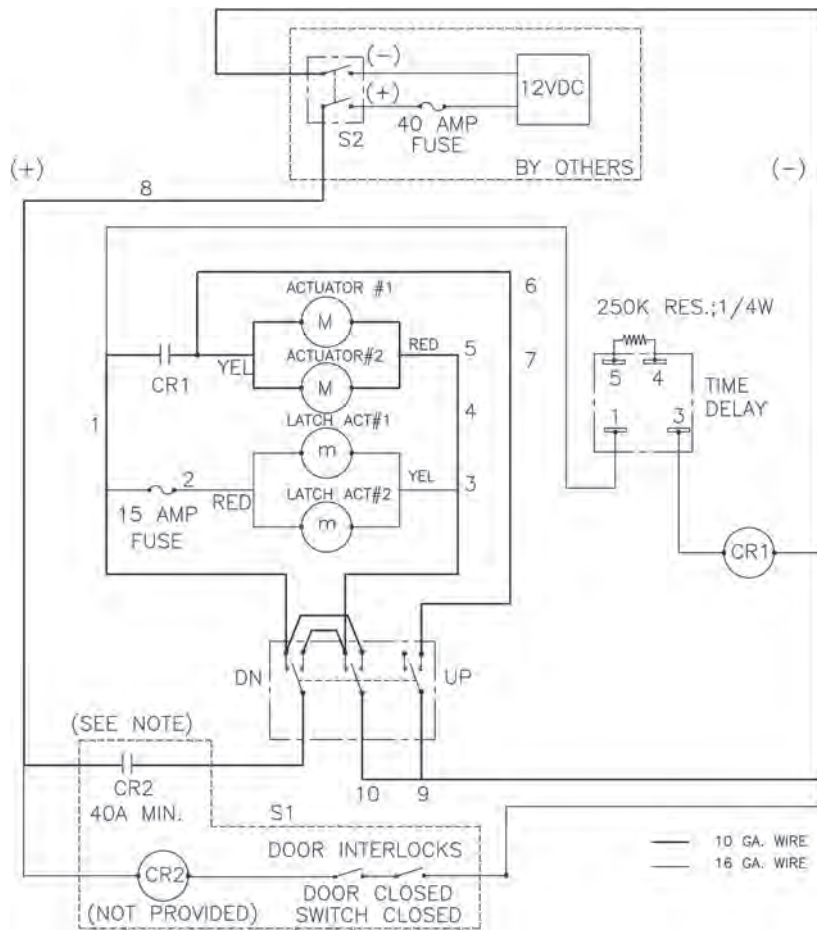 (-)
(+)
12VDC
S2
40 AMP
FUSE
BY OTHERS
(+)
(-)
8
6
ACTUATOR #1
M
250K RES.;1/4W
CR1
YEL
ACTUATOR#2
RED
5
7
M
5 4
TIME
DELAY
1
4
LATCH ACT#1
1 3
m
2
RED
YEL
3
LATCH ACT#2
15 AMP
FUSE
m
CR1
DN
UP
(SEE NOTE)
CR2
40A MIN.
10 9
S1
DOOR INTERLOCKS
10 GA. WIRE
16 GA. WIRE
CR2
DOOR CLOSED
SWITCH CLOSED
(NOT PROVIDED)